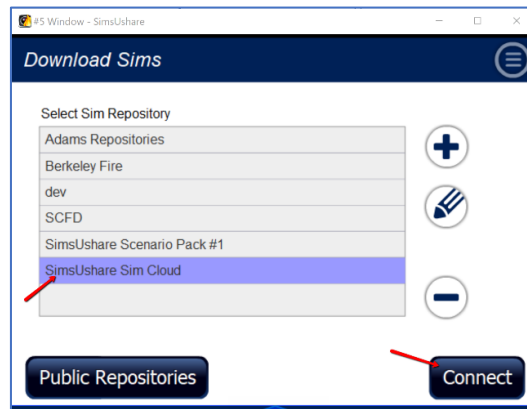 #5 Window - SimsUshare
Download Sims
Select Sim Repository
Adams Repositories
Berkeley Fire
dev
SCFD
SimsUshare Scenario Pack #1
SimsUshare Sim Cloud
Public Repositories
Connect